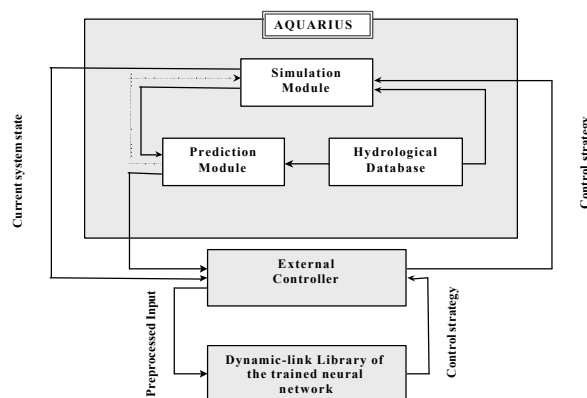 AQUARIUS
Simulation
Module
Prediction
Module
Hydrological
Database
Current system state
Control strategy
External
Controller
Preprocessed Input
Control strategy
Dynamic-link Library of
the trained neural
network